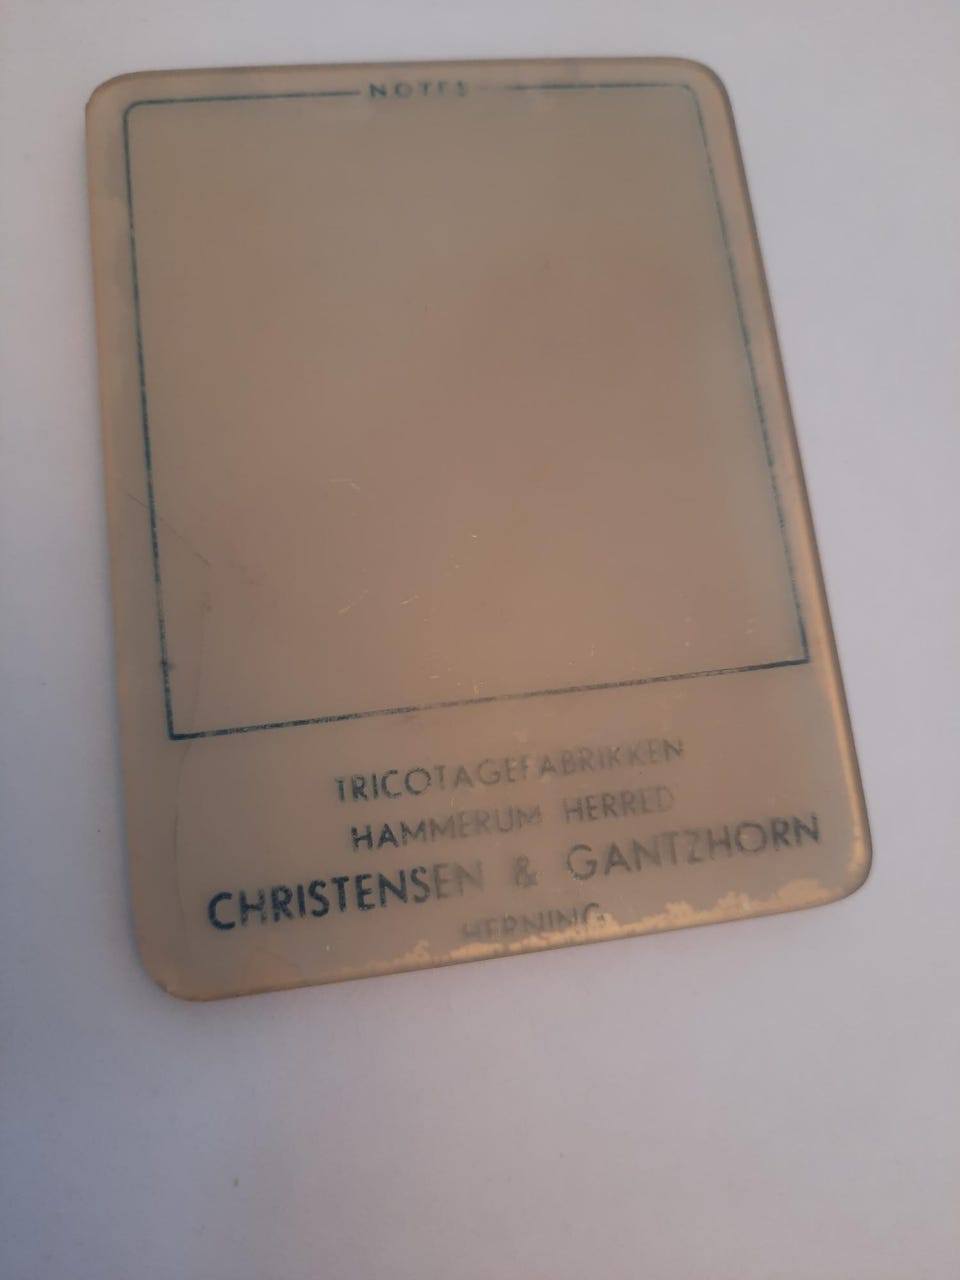 NOTES
TRICOTAGEFABRIKKEN
HAMMERUM HERRED
CHRISTENSEN & GANTZHORN
HERNING